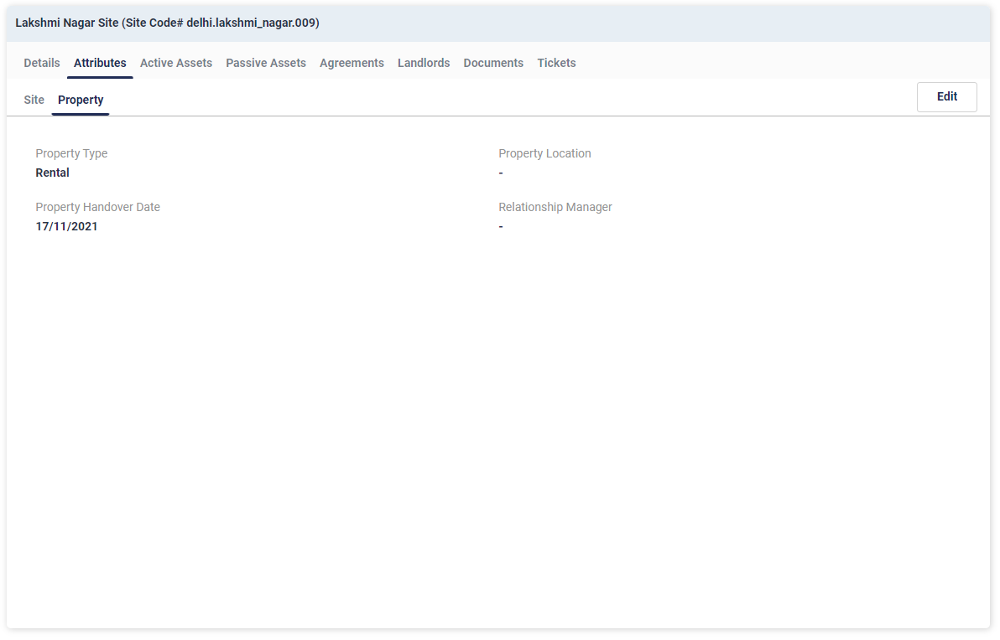 Lakshmi Nagar Site (Site Code# delhi.lakshmi_nagar.009)
Details Attributes Active Assets Passive Assets Agreements Landlords Documents Tickets
Site Property Edit
Property Type Property Location
Rental -
Property Handover Date Relationship Manager
17/11/2021 -